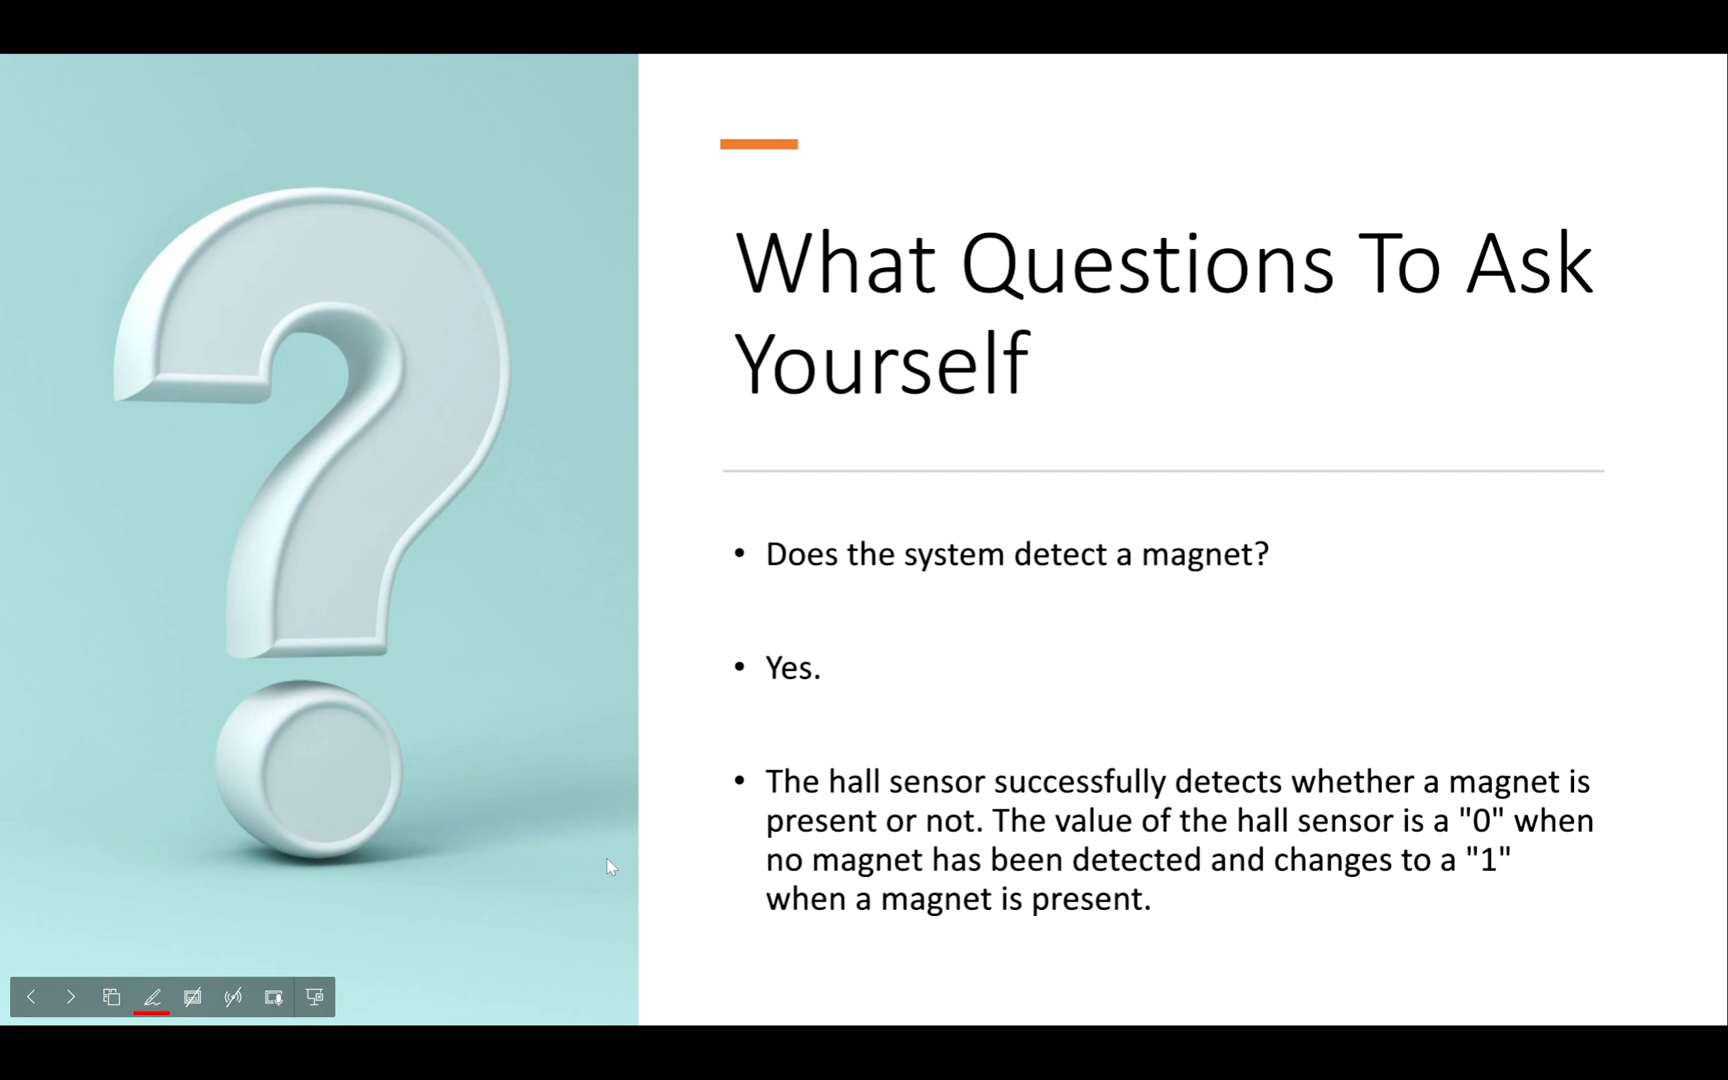 What Questions To Ask
Yourself
• Does the system detect a magnet?
• Yes.
• The hall sensor successfully detects whether a magnet is
present or not. The value of the hall sensor is a "0" when
no magnet has been detected and changes to a "1"
when a magnet is present.